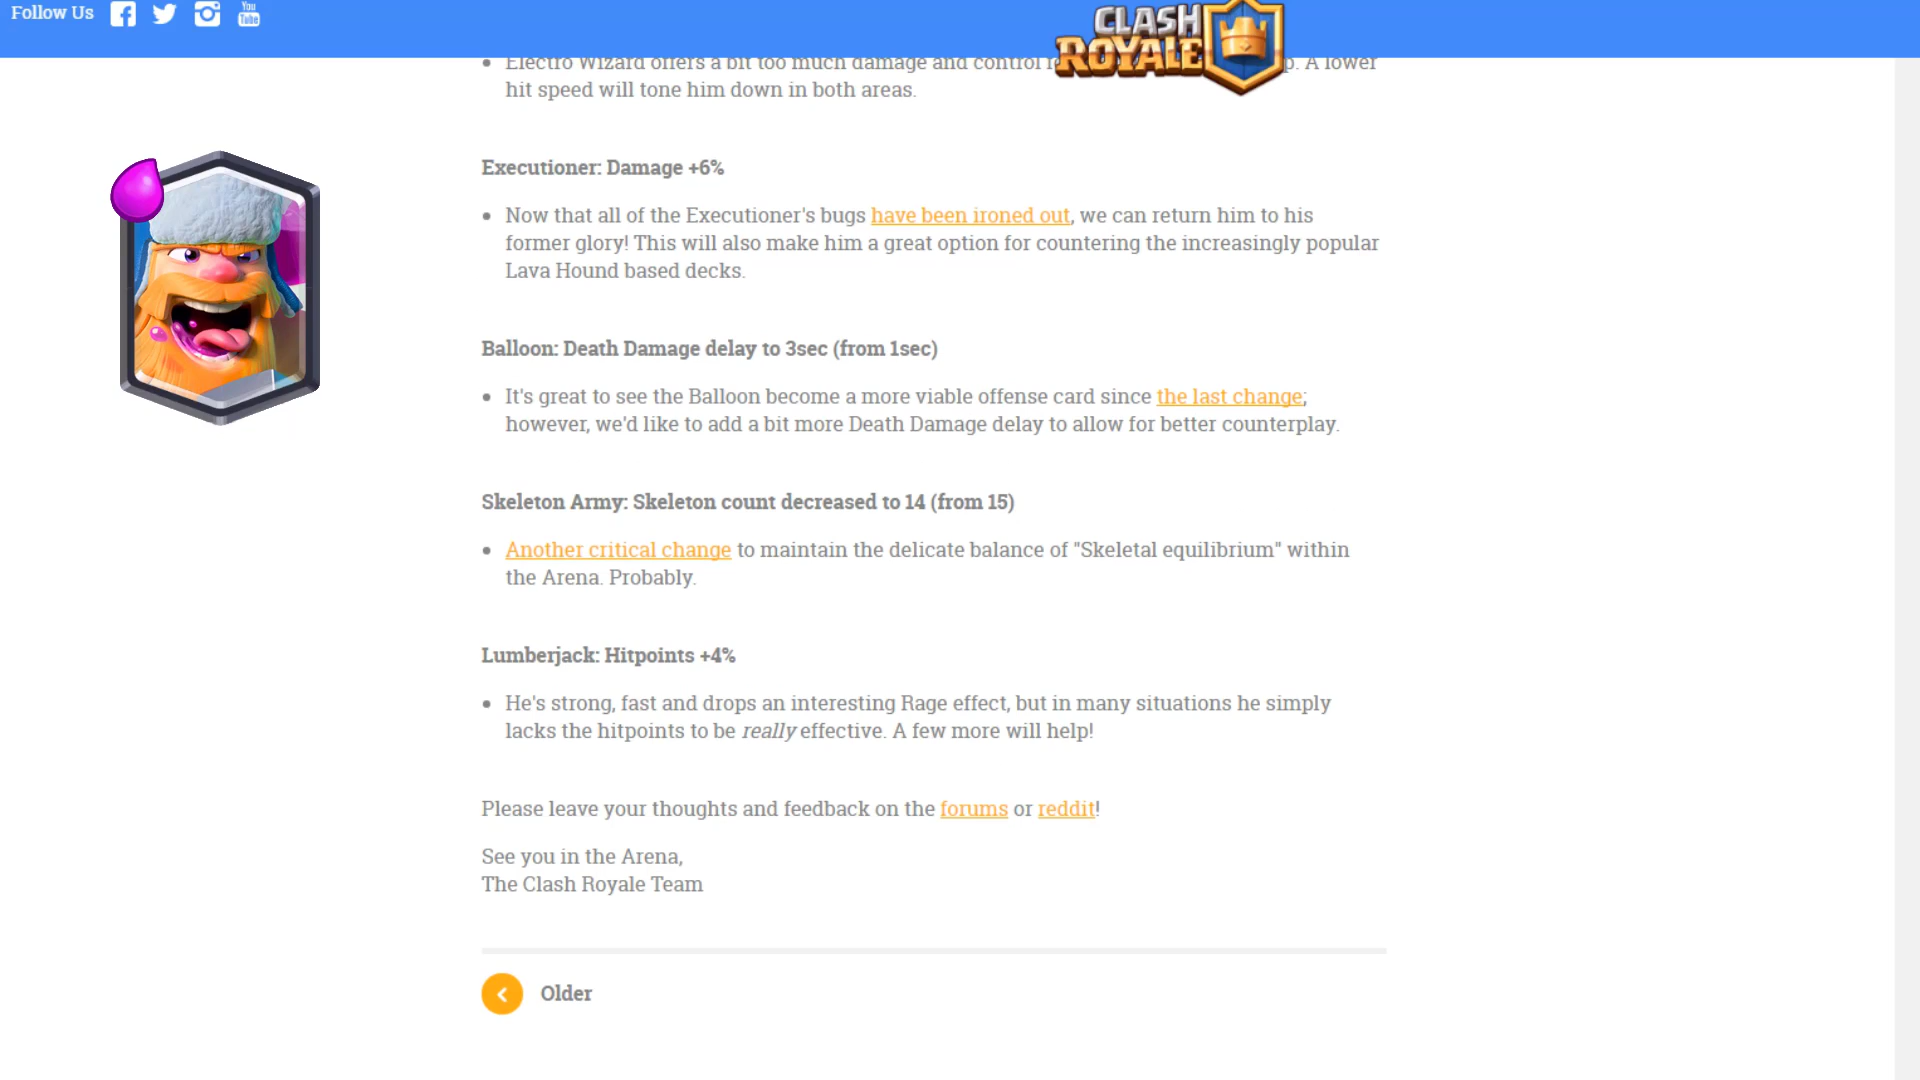 Follow Us
You
Tube
CLASH
ROYALE
Electro Wizard offers a bit too much damage and control A lower
hit speed will tone him down in both areas.
Executioner: Damage +6%
Now that all of the Executioner's bugs have been ironed out, we can return him to his
former glory! This will also make him a great option for countering the increasingly popular
Lava Hound based decks.
Balloon: Death Damage delay to 3sec (from 1sec)
It's great to see the Balloon become a more viable offense card since the last change;
however, we'd like to add a bit more Death Damage delay to allow for better counterplay.
Skeleton Army: Skeleton count decreased to 14 (from 15)
Another critical change to maintain the delicate balance of "Skeletal equilibrium" within
the Arena. Probably.
Lumberjack: Hitpoints +4%
He's strong, fast and drops an interesting Rage effect, but in many situations he simply
lacks the hitpoints to be really effective. A few more will help!
Please leave your thoughts and feedback on the forums or reddit!
See you in the Arena,
The Clash Royale Team
Older